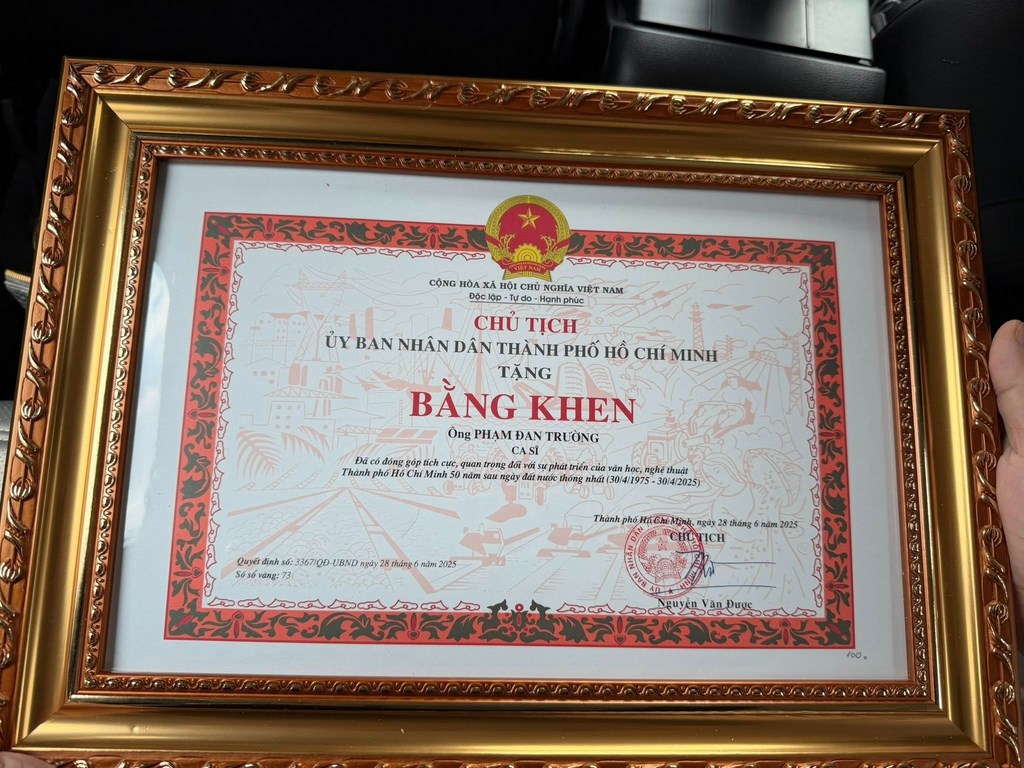 VIỆT NAM
CỘNG HÒA XÃ HỘI CHỦ NGHĨA VIỆT NAM
Độc lập - Tự do - Hạnh phúc
CHỦ TỊCH
ỦY BAN NHÂN DÂN THÀNH PHỐ HỒ CHÍ MINH
TẶNG
BẰNG KHEN
Ông PHẠM ĐAN TRƯỜNG
CA SĨ
Đã có đóng góp tích cực, quan trọng đối với sự phát triển của văn học, nghệ thuật
Thành phố Hồ Chí Minh 50 năm sau ngày đất nước thống nhất (30/4/1975 - 30/4/2025)
Thành phố Hồ Chí Minh, ngày 28 tháng 6 năm 2025
CHỦ TỊCH
Quyết định số: 3367/QĐ-UBND ngày 28 tháng 6 năm 2025
Số sổ vàng: 73
Nguyễn Văn Được
100.